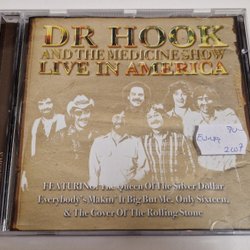 DR HOOK
AND THE MEDICINE SHOW
LIVE IN AMERICA
FEATURING: The Queen Of The Silver Dollar,
Everybody's Makin' It Big But Me, Only Sixteen,
& The Cover Of The Rolling Stone